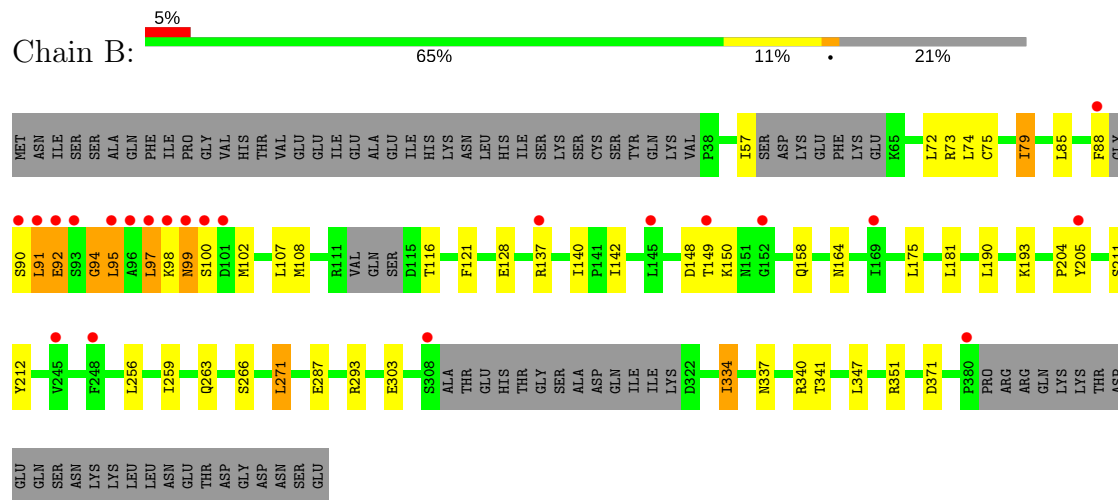 5%
Chain B:
65% 11% • 21%
MET ASN ILE SER SER ALA GLN PHE ILE PRO GLY VAL HIS THR VAL GLU GLU ILE GLU ALA GLU ILE HIS LYS ASN LEU HIS ILE SER LYS SER CYS SER TYR GLN LYS VAL P38 I57 SER ASP LYS GLU PHE LYS GLU K65 L72 R73 L74 C75 I79 L85 F88 GLY
S90 L91 E92 S93 G94 L95 A96 L97 K98 N99 S100 D101 M102 L107 M108 R111 VAL GLN SER D115 T116 F121 E128 R137 I140 P141 I142 L145 D148 T149 K150 N151 G152 Q158 N164 I169 L175 L181 L190 K193 P204 Y205 S211
Y212 V245 F248 L256 I259 Q263 S266 L271 E287 R293 E303 S308 ALA THR GLU HIS THR GLY SER ALA ASP GLN ILE ILE LYS D322 I334 N337 R340 T341 L347 R351 D371 P380 PRO ARG ARG GLN LYS LYS THR ASP
GLU GLN SER ASN LYS LYS LEU LEU ASN GLU THR ASP GLY ASP ASN SER GLU